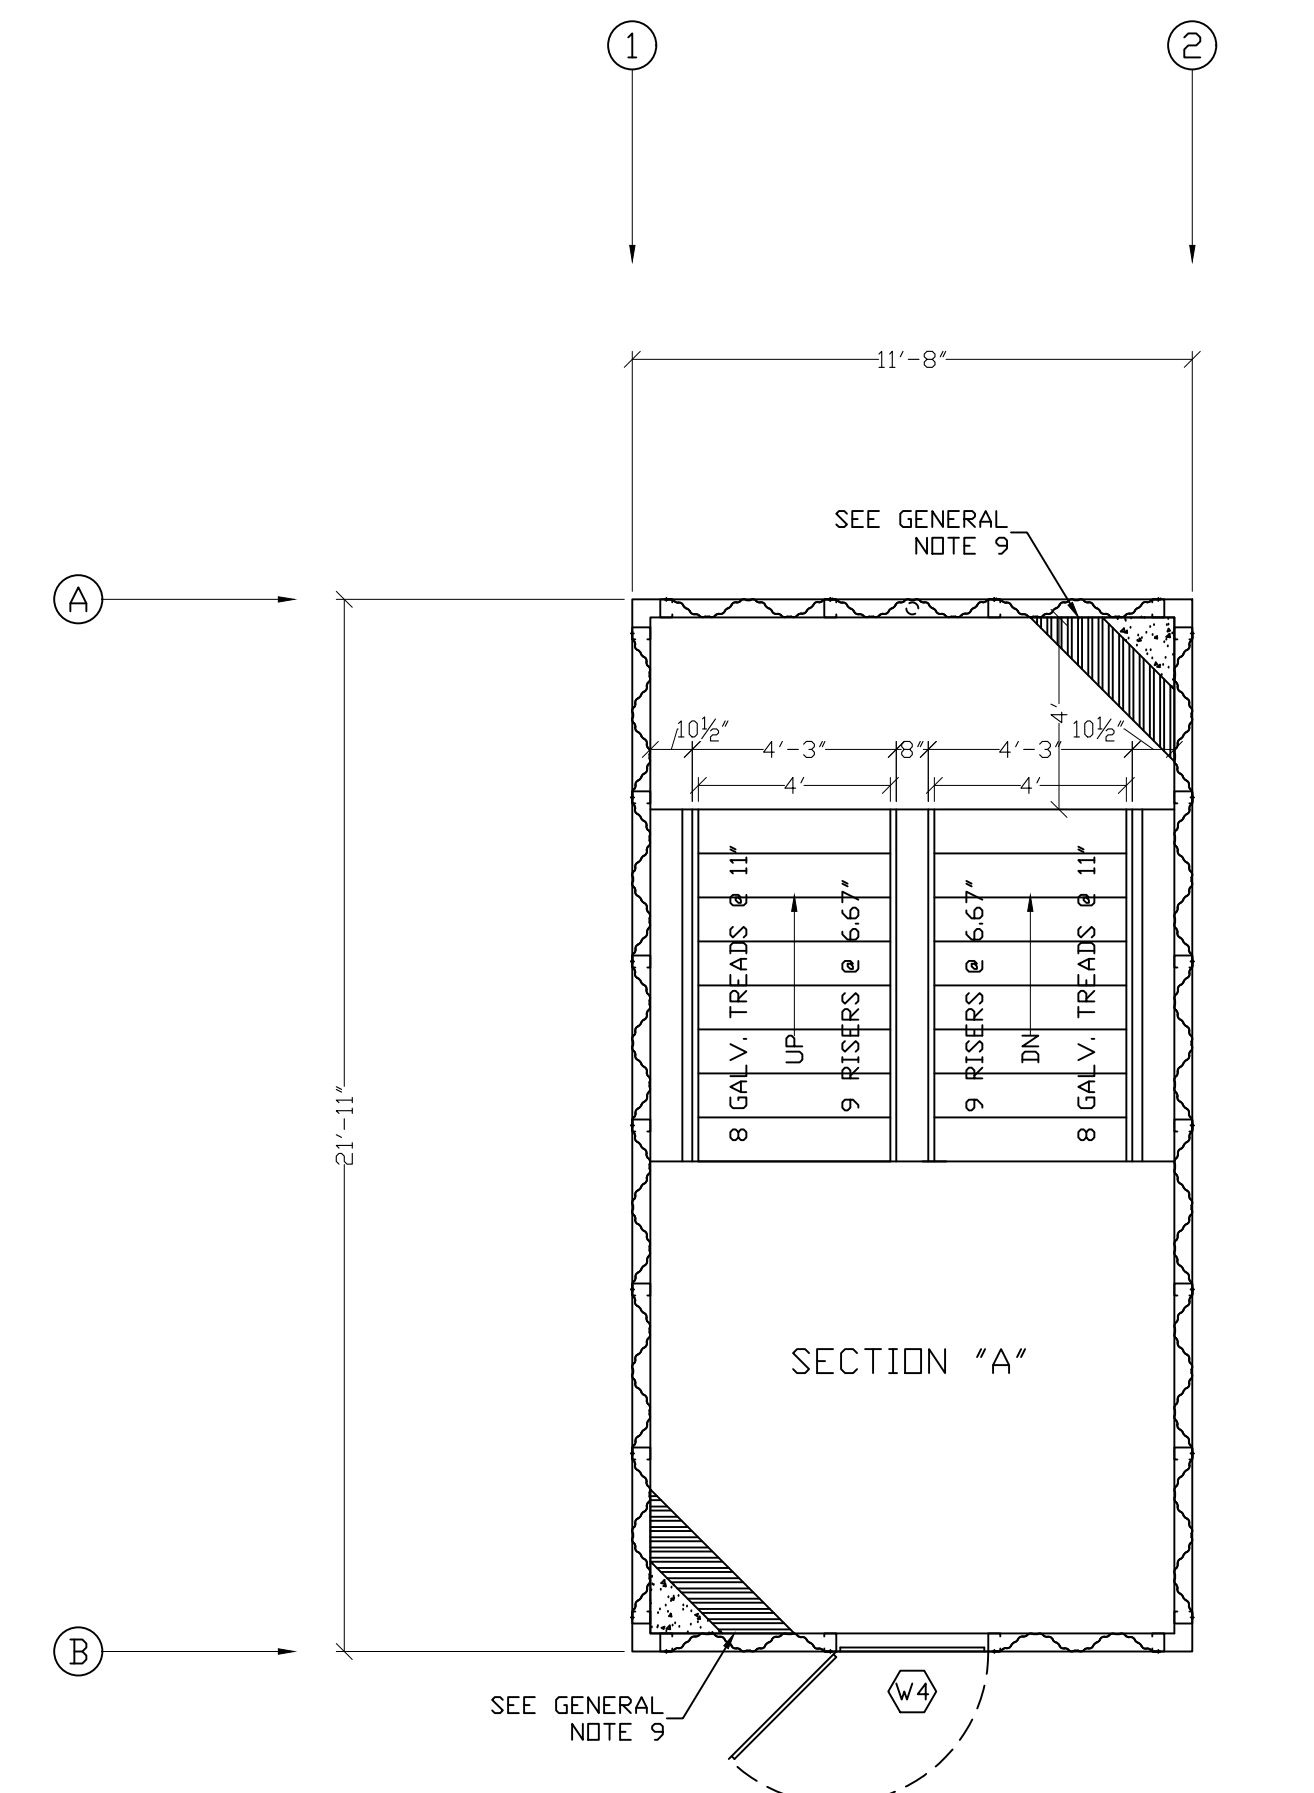 1
2
11'-8"
SEE GENERAL
NOTE 9
A
4'
10½"
10½"
4'-3"
8"
4'-3"
4'
4'
8 GALV. TREADS @ 11"
UP
9 RISERS @ 6.67"
9 RISERS @ 6.67"
DN
8 GALV. TREADS @ 11"
21'-11"
SECTION "A"
B
W4
SEE GENERAL
NOTE 9